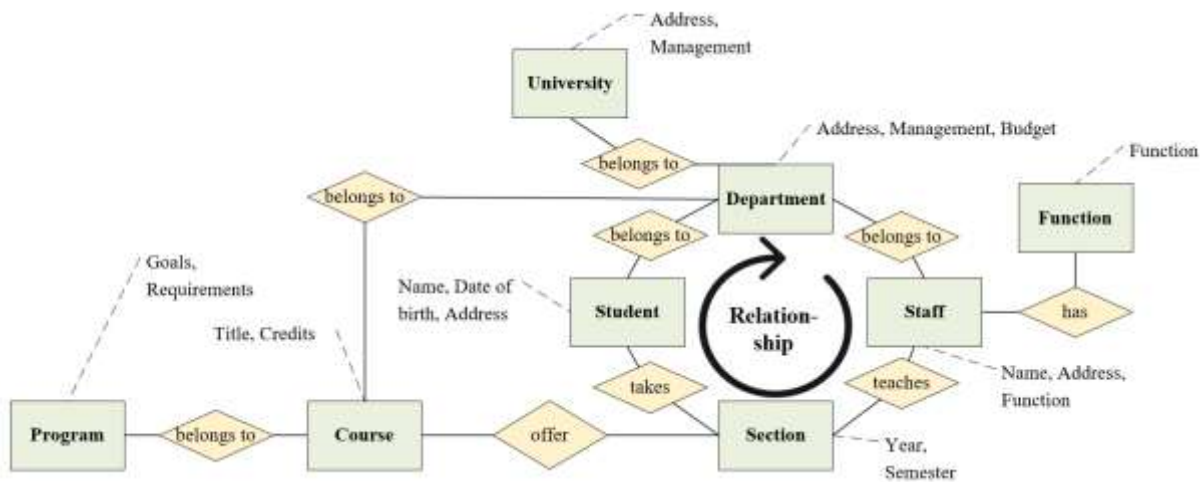 Address,
Management
University
belongs to
Address, Management, Budget
Function
belongs to
Department
Function
belongs to
belongs to
Goals,
Requirements
Name, Date of
birth, Address
Student
Relation-
ship
Staff
has
Title, Credits
takes
teaches
Name, Address,
Function
Program
belongs to
Course
offer
Section
Year,
Semester